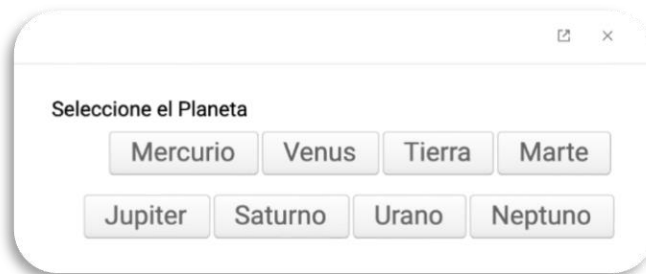 Seleccione el Planeta
Mercurio Venus Tierra Marte
Jupiter Saturno Urano Neptuno